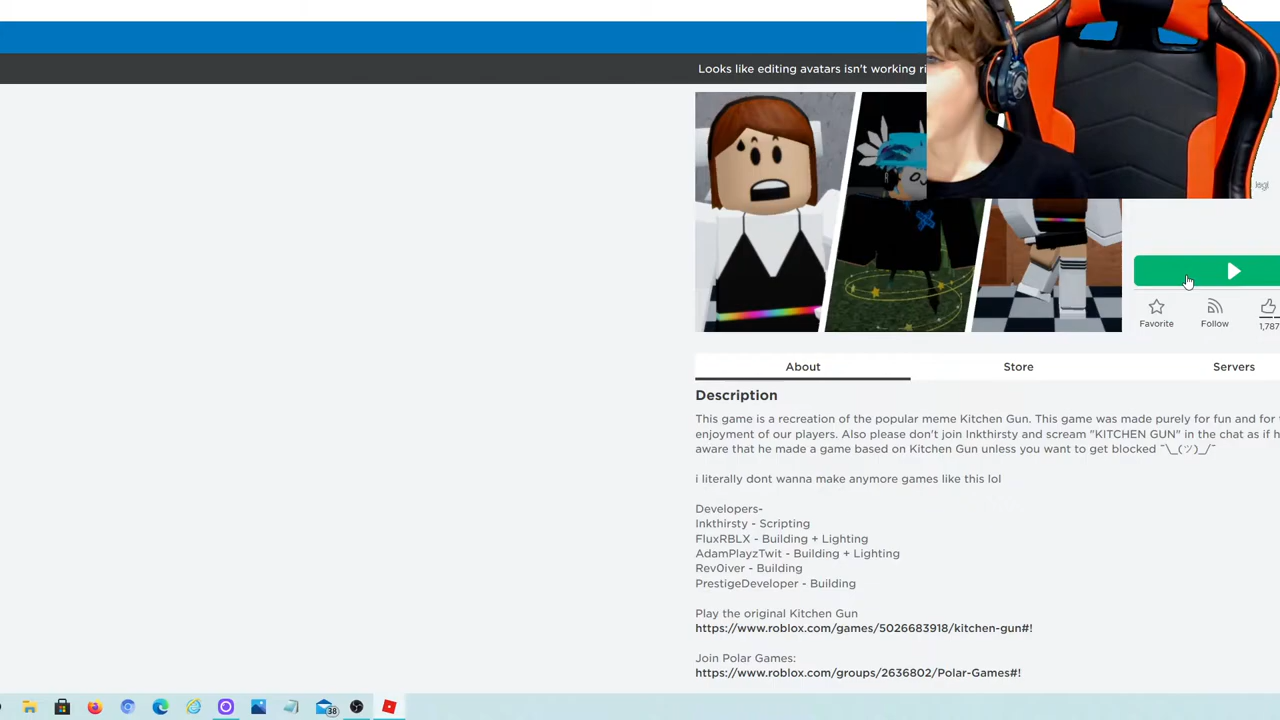 Looks like editing avatars isn't working ri
legi
Favorite
Follow
1,787
About
Store
Servers
Description
This game is a recreation of the popular meme Kitchen Gun. This game was made purely for fun and for
enjoyment of our players. Also please don't join Inkthirsty and scream "KITCHEN GUN" in the chat as if h
aware that he made a game based on Kitchen Gun unless you want to get blocked ¯\_(ツ)_/¯
i literally dont wanna make anymore games like this lol
Developers-
Inkthirsty - Scripting
FluxRBLX - Building + Lighting
AdamPlayzTwit - Building + Lighting
Rev0iver - Building
PrestigeDeveloper - Building
Play the original Kitchen Gun
https://www.roblox.com/games/5026683918/kitchen-gun#!
Join Polar Games:
https://www.roblox.com/groups/2636802/Polar-Games#!
38